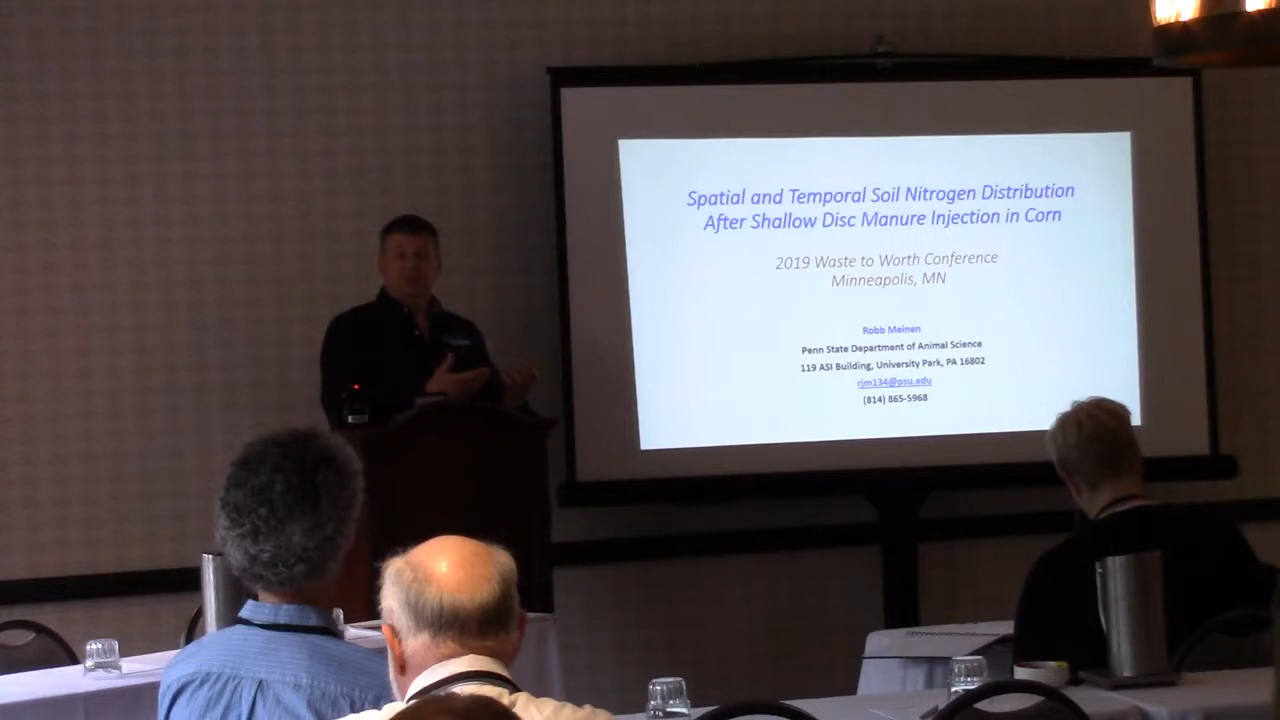 Spatial and Temporal Soil Nitrogen Distribution
After Shallow Disc Manure Injection in Corn
2019 Waste to Worth Conference
Minneapolis, MN
Robb Meinen
Penn State Department of Animal Science
119 ASI Building, University Park, PA 16802
rjm134@psu.edu
(814) 865-5968